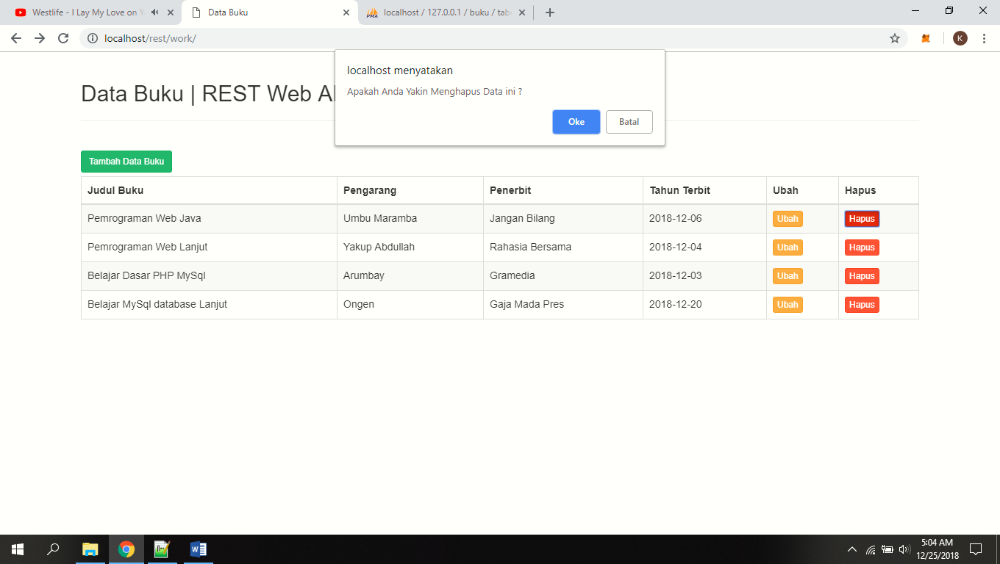 Westlife - I Lay My Love on Y
Data Buku
localhost / 127.0.0.1 / buku / tab
localhost/rest/work/
K
localhost menyatakan
Apakah Anda Yakin Menghapus Data ini ?
Oke Batal
Data Buku | REST Web A
Tambah Data Buku
Judul Buku Pengarang Penerbit Tahun Terbit Ubah Hapus
Pemrograman Web Java Umbu Maramba Jangan Bilang 2018-12-06 Ubah Hapus
Pemrograman Web Lanjut Yakup Abdullah Rahasia Bersama 2018-12-04 Ubah Hapus
Belajar Dasar PHP MySql Arumbay Gramedia 2018-12-03 Ubah Hapus
Belajar MySql database Lanjut Ongen Gaja Mada Pres 2018-12-20 Ubah Hapus
5:04 AM
12/25/2018